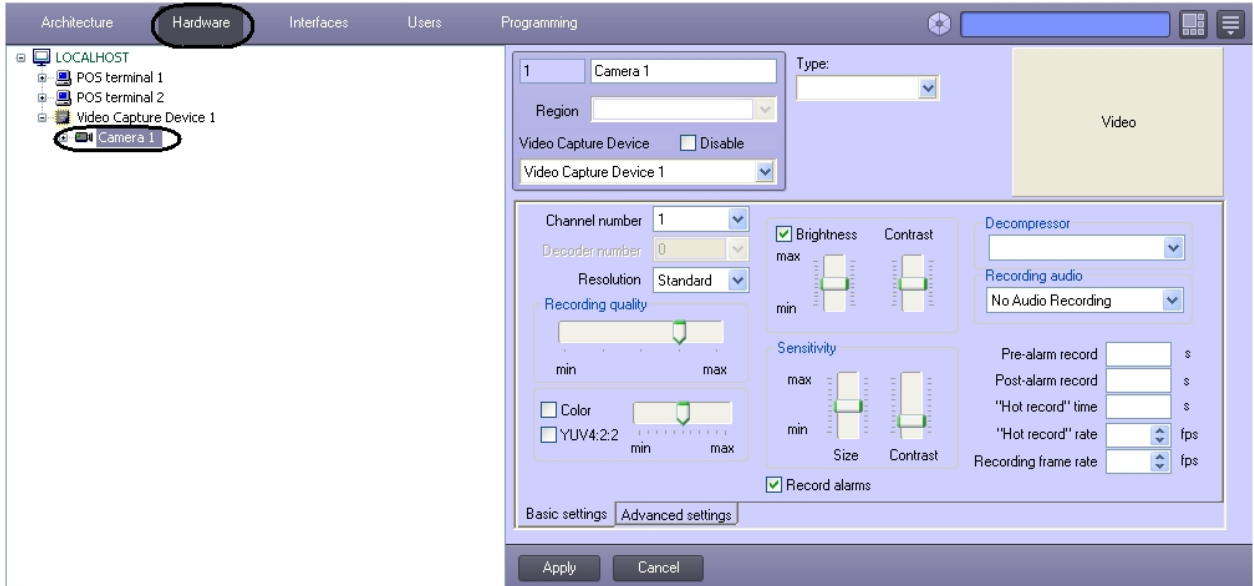 Architecture Hardware Interfaces Users Programming
LOCALHOST
POS terminal 1
POS terminal 2
Video Capture Device 1
Camera 1
1 Camera 1
Type:
Region
Video Capture Device Disable
Video Capture Device 1
Video
Channel number 1
Decoder number 0
Resolution Standard
Recording quality
min max
Color
YUV4:2:2
min max
Brightness Contrast
max
min
Sensitivity
max
min
Size Contrast
Record alarms
Decompressor
Recording audio
No Audio Recording
Pre-alarm record s
Post-alarm record s
"Hot record" time s
"Hot record" rate fps
Recording frame rate fps
Basic settings Advanced settings
Apply Cancel